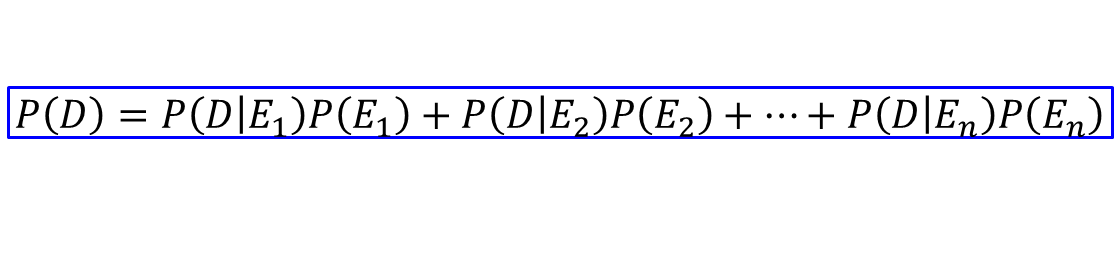 P(D) = P(D|E₁)P(E₁) + P(D|E₂)P(E₂) + ⋯ + P(D|Eₙ)P(Eₙ)